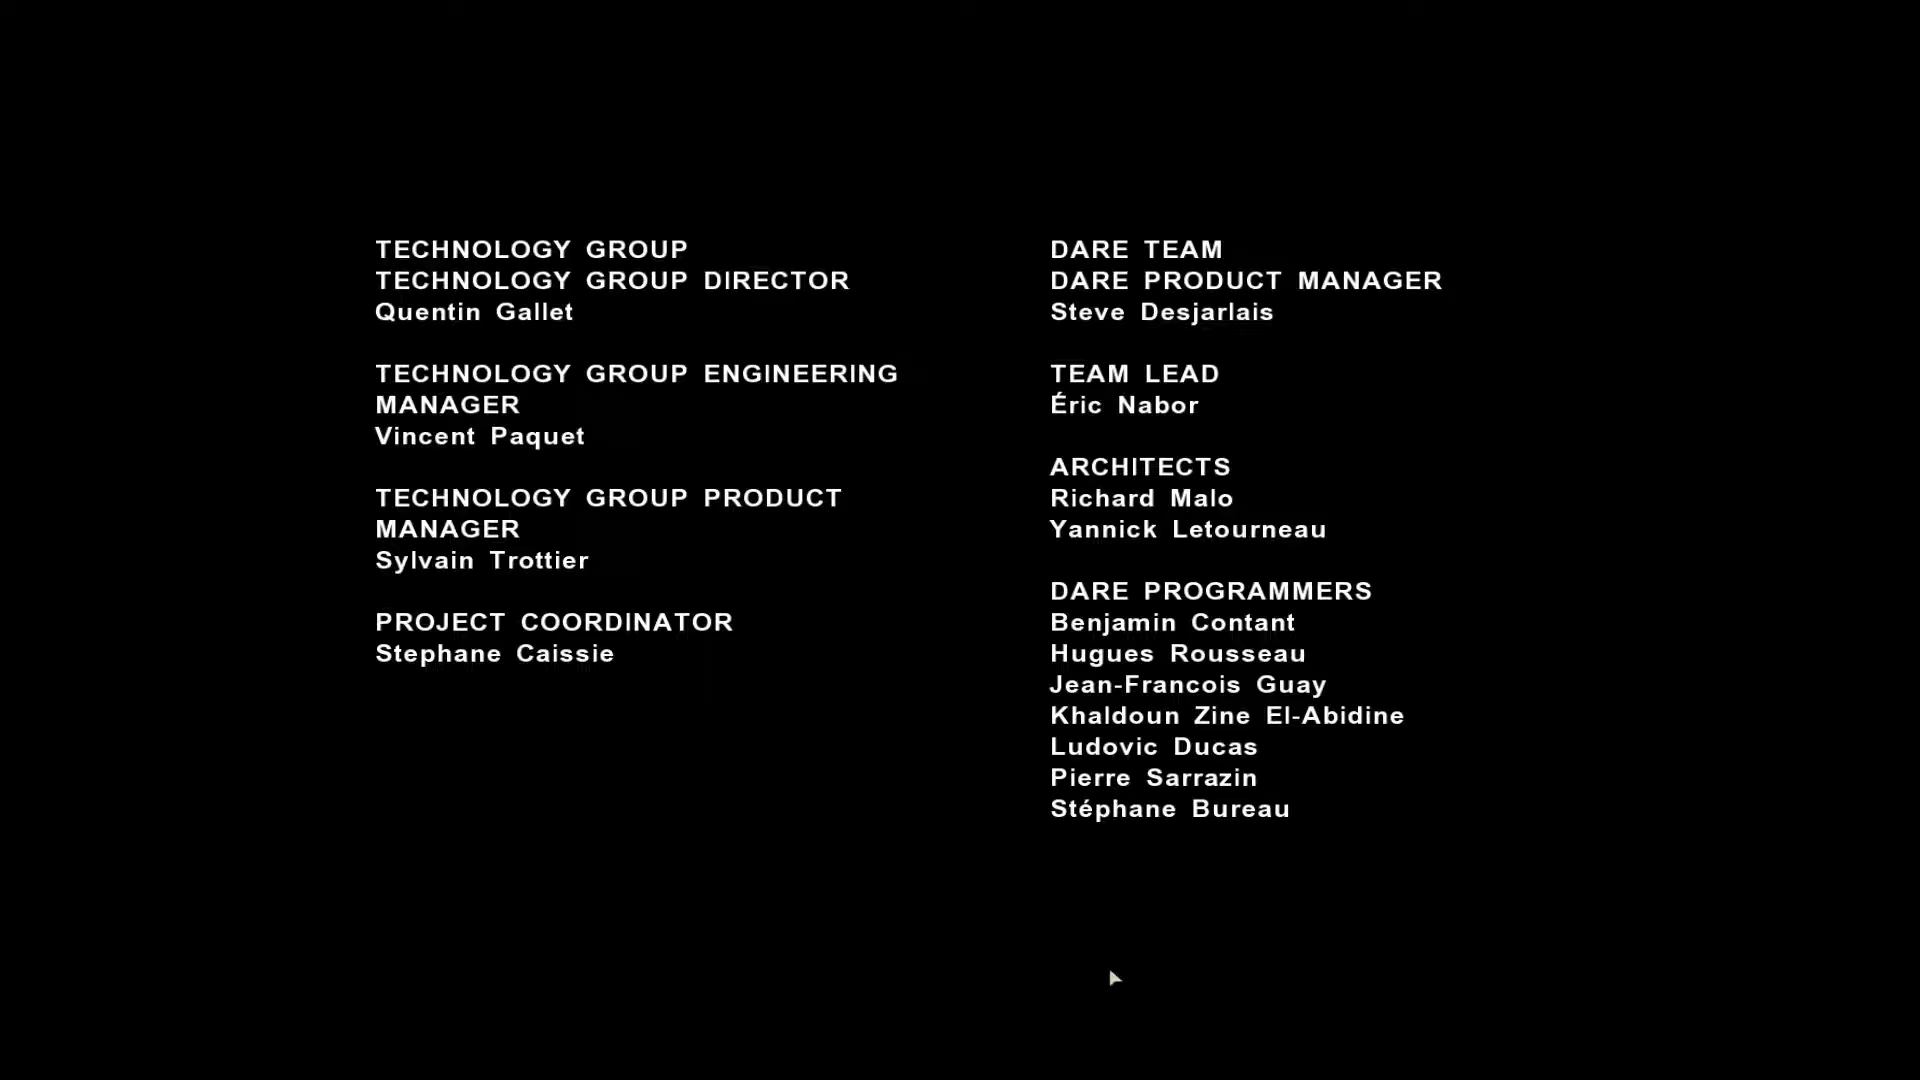 TECHNOLOGY GROUP
TECHNOLOGY GROUP DIRECTOR
Quentin Gallet
TECHNOLOGY GROUP ENGINEERING
MANAGER
Vincent Paquet
TECHNOLOGY GROUP PRODUCT
MANAGER
Sylvain Trottier
PROJECT COORDINATOR
Stephane Caissie
DARE TEAM
DARE PRODUCT MANAGER
Steve Desjarlais
TEAM LEAD
Éric Nabor
ARCHITECTS
Richard Malo
Yannick Letourneau
DARE PROGRAMMERS
Benjamin Contant
Hugues Rousseau
Jean-Francois Guay
Khaldoun Zine El-Abidine
Ludovic Ducas
Pierre Sarrazin
Stéphane Bureau